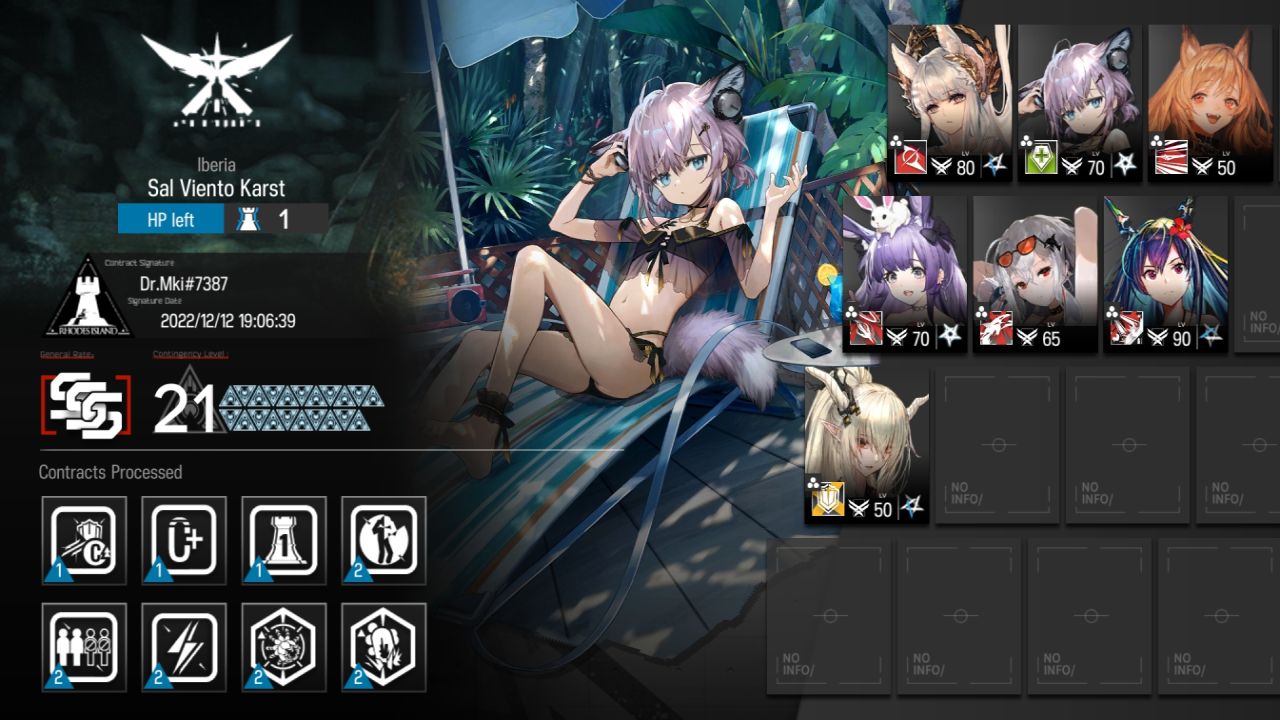 Iberia
Sal Viento Karst
HP left 1
Contract Signature
Dr.Mki#7387
Signature Date
2022/12/12 19:06:39
RHODES ISLAND
General Rate:
Contingency Level:
SSS
21
Contracts Processed
1 1 1 2
2 2 2 2
LV 80
LV 70
LV 50
LV 70
LV 65
LV 90
NO INFO/
LV 50
NO INFO/
NO INFO/
NO INFO/
NO INFO/
NO INFO/
NO INFO/
NO INFO/